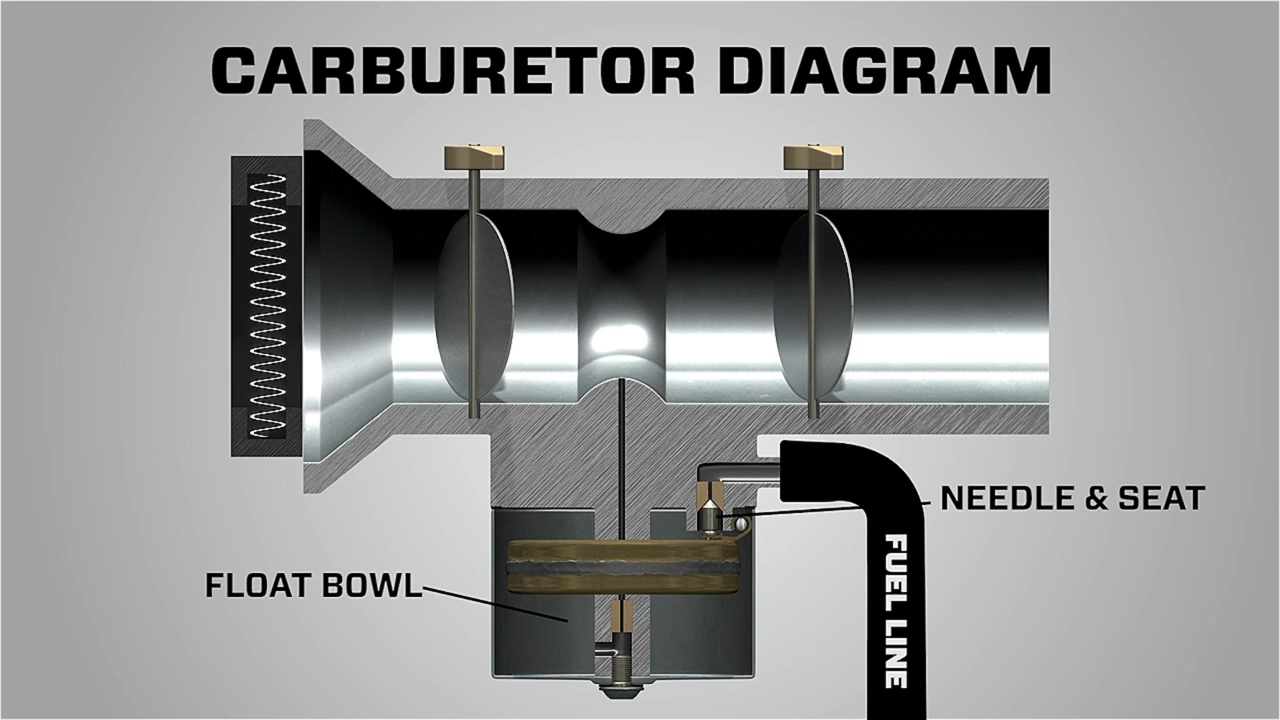 CARBURETOR DIAGRAM
NEEDLE & SEAT
FLOAT BOWL
FUEL LINE